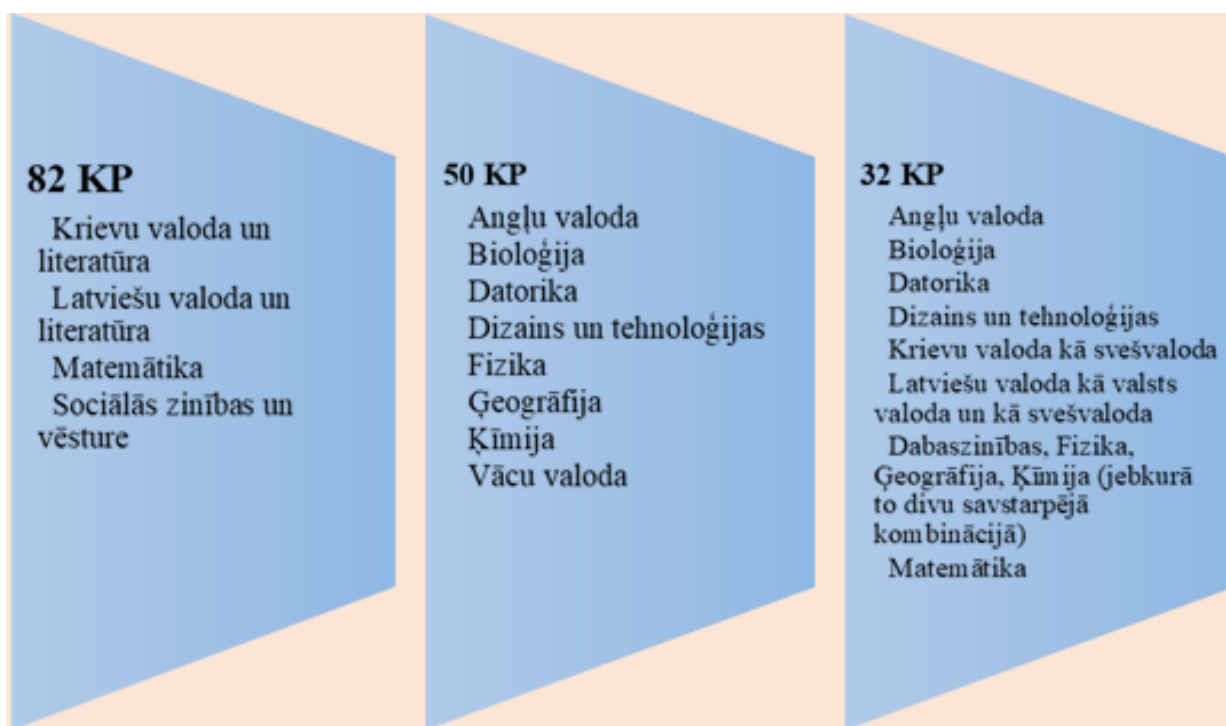 82 KP
Krievu valoda un
literatūra
Latviešu valoda un
literatūra
Matemātika
Sociālās zinības un
vēsture
50 KP
Angļu valoda
Bioloģija
Datorika
Dizains un tehnoloģijas
Fizika
Ģeogrāfija
Ķīmija
Vācu valoda
32 KP
Angļu valoda
Bioloģija
Datorika
Dizains un tehnoloģijas
Krievu valoda kā svešvaloda
Latviešu valoda kā valsts
valoda un kā svešvaloda
Dabaszinības, Fizika,
Ģeogrāfija, Ķīmija (jebkurā
to divu savstarpējā
kombinācijā)
Matemātika